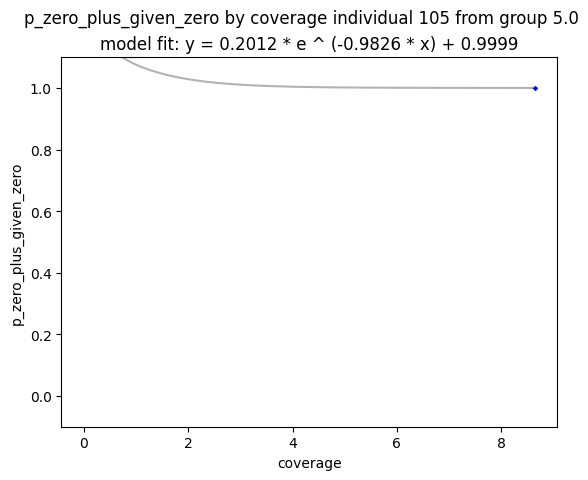 p_zero_plus_given_zero by coverage individual 105 from group 5.0
model fit: y = 0.2012 * e ^ (-0.9826 * x) + 0.9999
1.0
0.8
0.6
0.4
0.2
0.0
p_zero_plus_given_zero
0 2 4 6 8
coverage